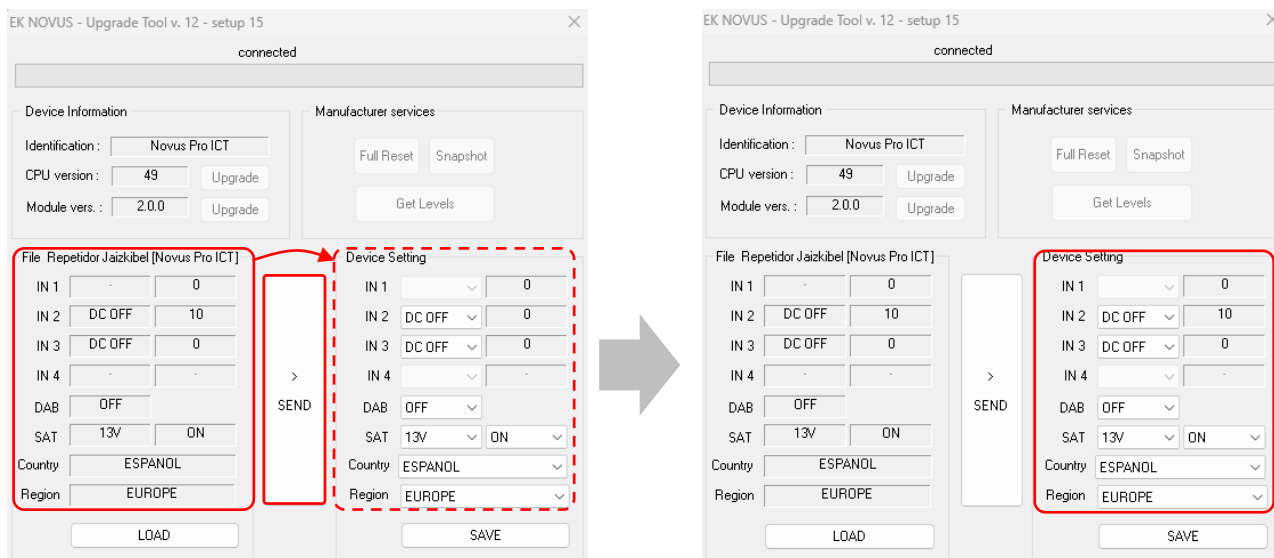 EK NOVUS - Upgrade Tool v. 12 - setup 15
connected
Device Information
Manufacturer services
Identification : Novus Pro ICT
Full Reset Snapshot
CPU version : 49 Upgrade
Get Levels
Module vers. : 2.0.0 Upgrade
File Repetidor Jaizkibel [Novus Pro ICT]
IN 1 - 0
IN 2 DC OFF 10
IN 3 DC OFF 0
IN 4 - -
DAB OFF
SAT 13V ON
Country ESPANOL
Region EUROPE
LOAD
>
SEND
Device Setting
IN 1 0
IN 2 DC OFF 0
IN 3 DC OFF 0
IN 4 -
DAB OFF
SAT 13V ON
Country ESPANOL
Region EUROPE
SAVE
EK NOVUS - Upgrade Tool v. 12 - setup 15
connected
Device Information
Manufacturer services
Identification : Novus Pro ICT
Full Reset Snapshot
CPU version : 49 Upgrade
Get Levels
Module vers. : 2.0.0 Upgrade
File Repetidor Jaizkibel [Novus Pro ICT]
IN 1 - 0
IN 2 DC OFF 10
IN 3 DC OFF 0
IN 4 - -
DAB OFF
SAT 13V ON
Country ESPANOL
Region EUROPE
LOAD
>
SEND
Device Setting
IN 1 0
IN 2 DC OFF 10
IN 3 DC OFF 0
IN 4 -
DAB OFF
SAT 13V ON
Country ESPANOL
Region EUROPE
SAVE